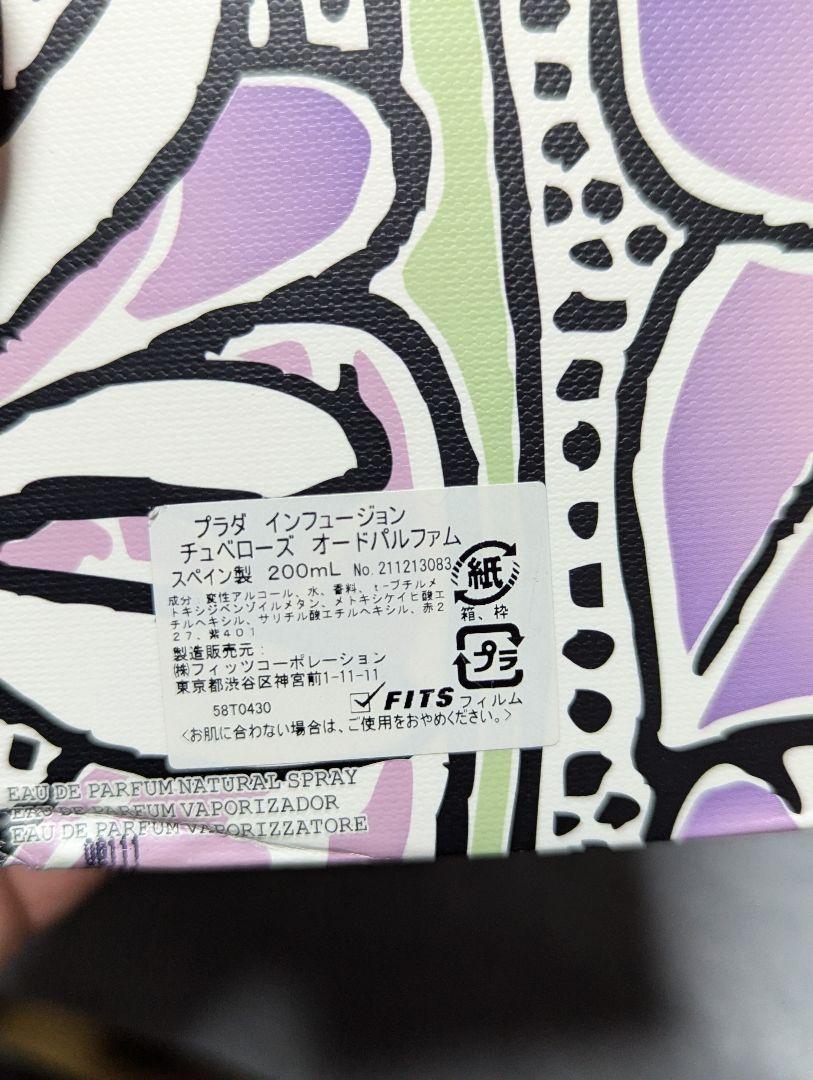 プラダ インフュージョン
チュベローズ オードパルファム
スペイン製 200mL No.211213083
成分:変性アルコール、水、香料、t-ブチルメ
トキシジベンゾイルメタン、メトキシケイヒ酸エ
チルヘキシル、サリチル酸エチルヘキシル、赤2
27、紫401
紙
箱、枠
プラ
フィルム
製造販売元:
㈱フィッツコーポレーション
東京都渋谷区神宮前1-11-11
58T0430
FITS
<お肌に合わない場合は、ご使用をおやめください。>
EAU DE PARFUM NATURAL SPRAY
EAU DE PARFUM VAPORIZADOR
EAU DE PARFUM VAPORIZZATORE